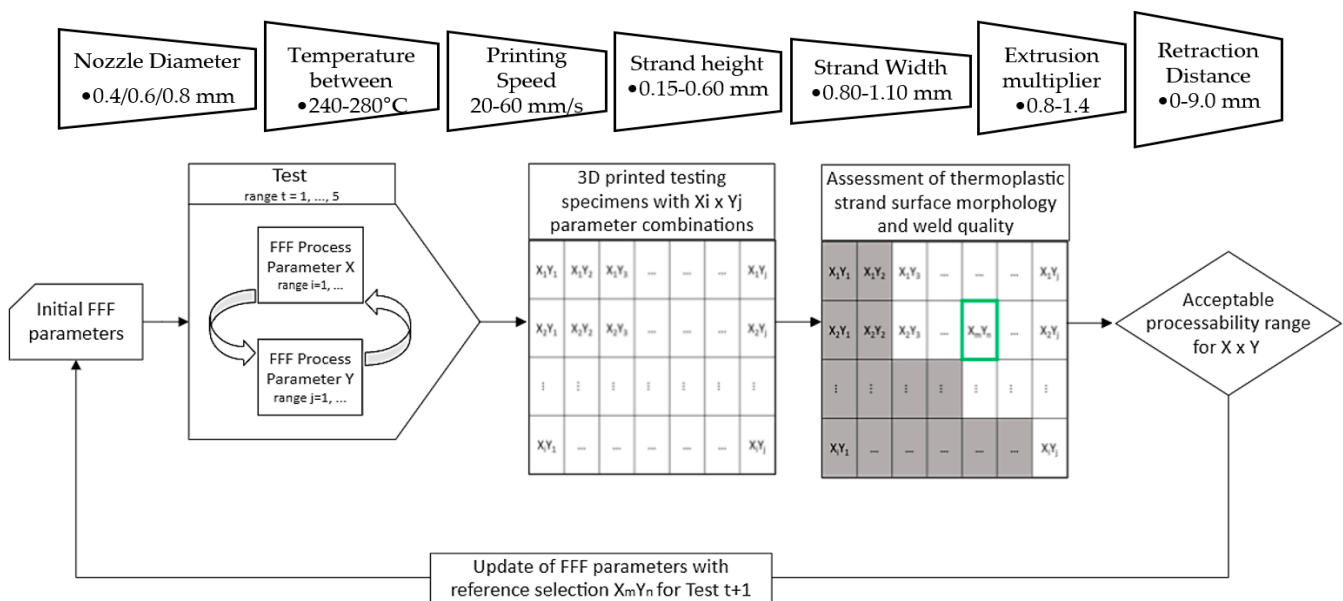 Nozzle Diameter
•0.4/0.6/0.8 mm
Temperature
between
•240-280°C
Printing
Speed
20-60 mm/s
Strand height
•0.15-0.60 mm
Strand Width
•0.80-1.10 mm
Extrusion
multiplier
•0.8-1.4
Retraction
Distance
•0-9.0 mm
Initial FFF
parameters
Test
range t = 1, ..., 5
FFF Process
Parameter X
range i=1, ...
FFF Process
Parameter Y
range j=1, ...
3D printed testing
specimens with Xi x Yj
parameter combinations
X₁Y₁ X₁Y₂ X₁Y₃ ... ... ... X₁Yⱼ
X₂Y₁ X₂Y₂ X₂Y₃ ... ... ... X₂Yⱼ
⋮ ⋮ ⋮ ⋮ ⋮ ⋮ ⋮
XᵢY₁ ... ... ... ... ... XᵢYⱼ
Assessment of thermoplastic
strand surface morphology
and weld quality
X₁Y₁ X₁Y₂ X₁Y₃ ... ... ... X₁Yⱼ
X₂Y₁ X₂Y₂ X₂Y₃ ... XₘYₙ ... X₂Yⱼ
⋮ ⋮ ⋮ ⋮ ⋮ ⋮ ⋮
XᵢY₁ ... ... ... ... ... XᵢYⱼ
Acceptable
processability range
for X x Y
Update of FFF parameters with
reference selection XmYn for Test t+1